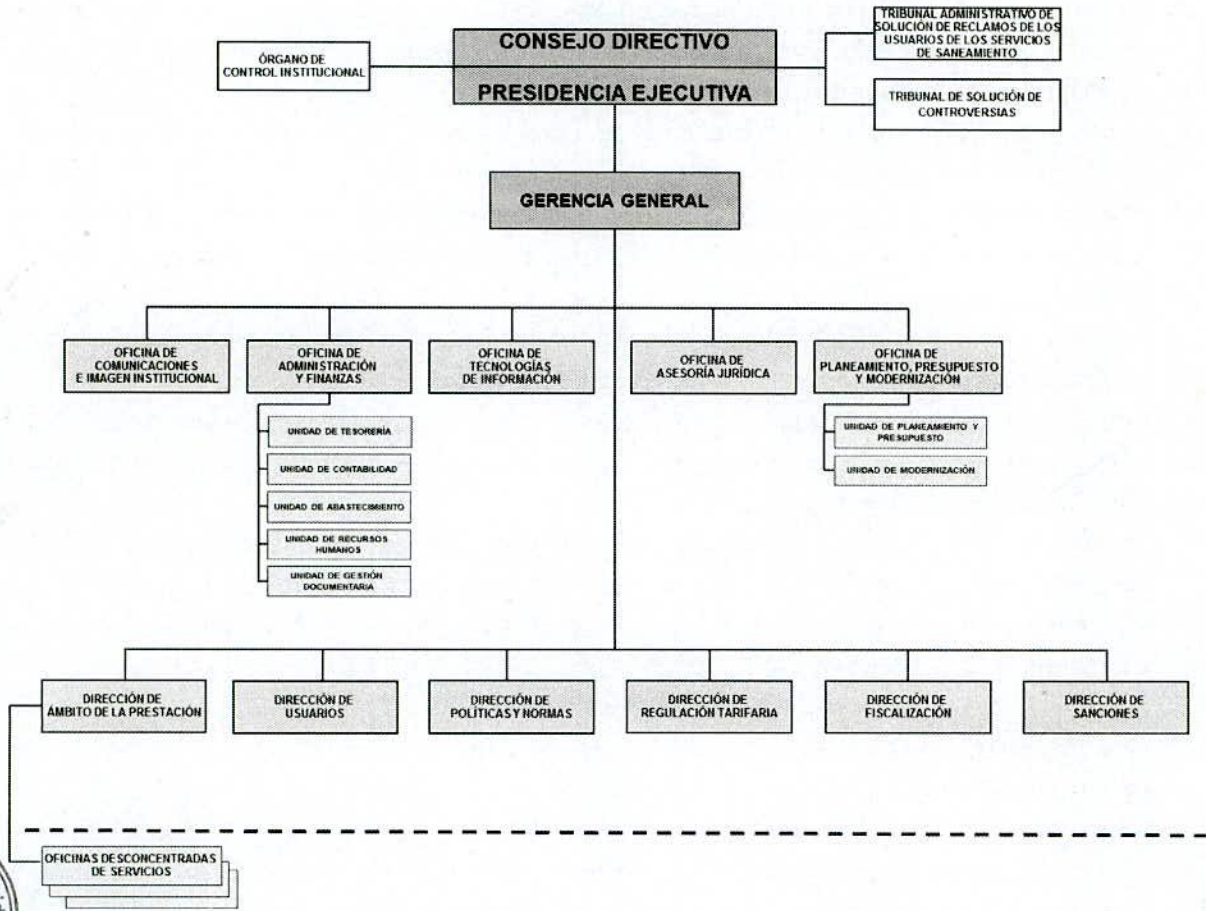 ÓRGANO DE
CONTROL INSTITUCIONAL
CONSEJO DIRECTIVO
PRESIDENCIA EJECUTIVA
TRIBUNAL ADMINISTRATIVO DE
SOLUCIÓN DE RECLAMOS DE LOS
USUARIOS DE LOS SERVICIOS
DE SANEAMIENTO
TRIBUNAL DE SOLUCIÓN DE
CONTROVERSIAS
GERENCIA GENERAL
OFICINA DE
COMUNICACIONES
E IMAGEN INSTITUCIONAL
OFICINA DE
ADMINISTRACIÓN
Y FINANZAS
UNIDAD DE TESORERÍA
UNIDAD DE CONTABILIDAD
UNIDAD DE ABASTECIMIENTO
UNIDAD DE RECURSOS
HUMANOS
UNIDAD DE GESTIÓN
DOCUMENTARIA
OFICINA DE
TECNOLOGÍAS
DE INFORMACIÓN
OFICINA DE
ASESORÍA JURÍDICA
OFICINA DE
PLANEAMIENTO, PRESUPUESTO
Y MODERNIZACIÓN
UNIDAD DE PLANEAMIENTO Y
PRESUPUESTO
UNIDAD DE MODERNIZACIÓN
DIRECCIÓN DE
ÁMBITO DE LA PRESTACIÓN
DIRECCIÓN DE
USUARIOS
DIRECCIÓN DE
POLÍTICAS Y NORMAS
DIRECCIÓN DE
REGULACIÓN TARIFARIA
DIRECCIÓN DE
FISCALIZACIÓN
DIRECCIÓN DE
SANCIONES
OFICINAS DESCONCENTRADAS
DE SERVICIOS